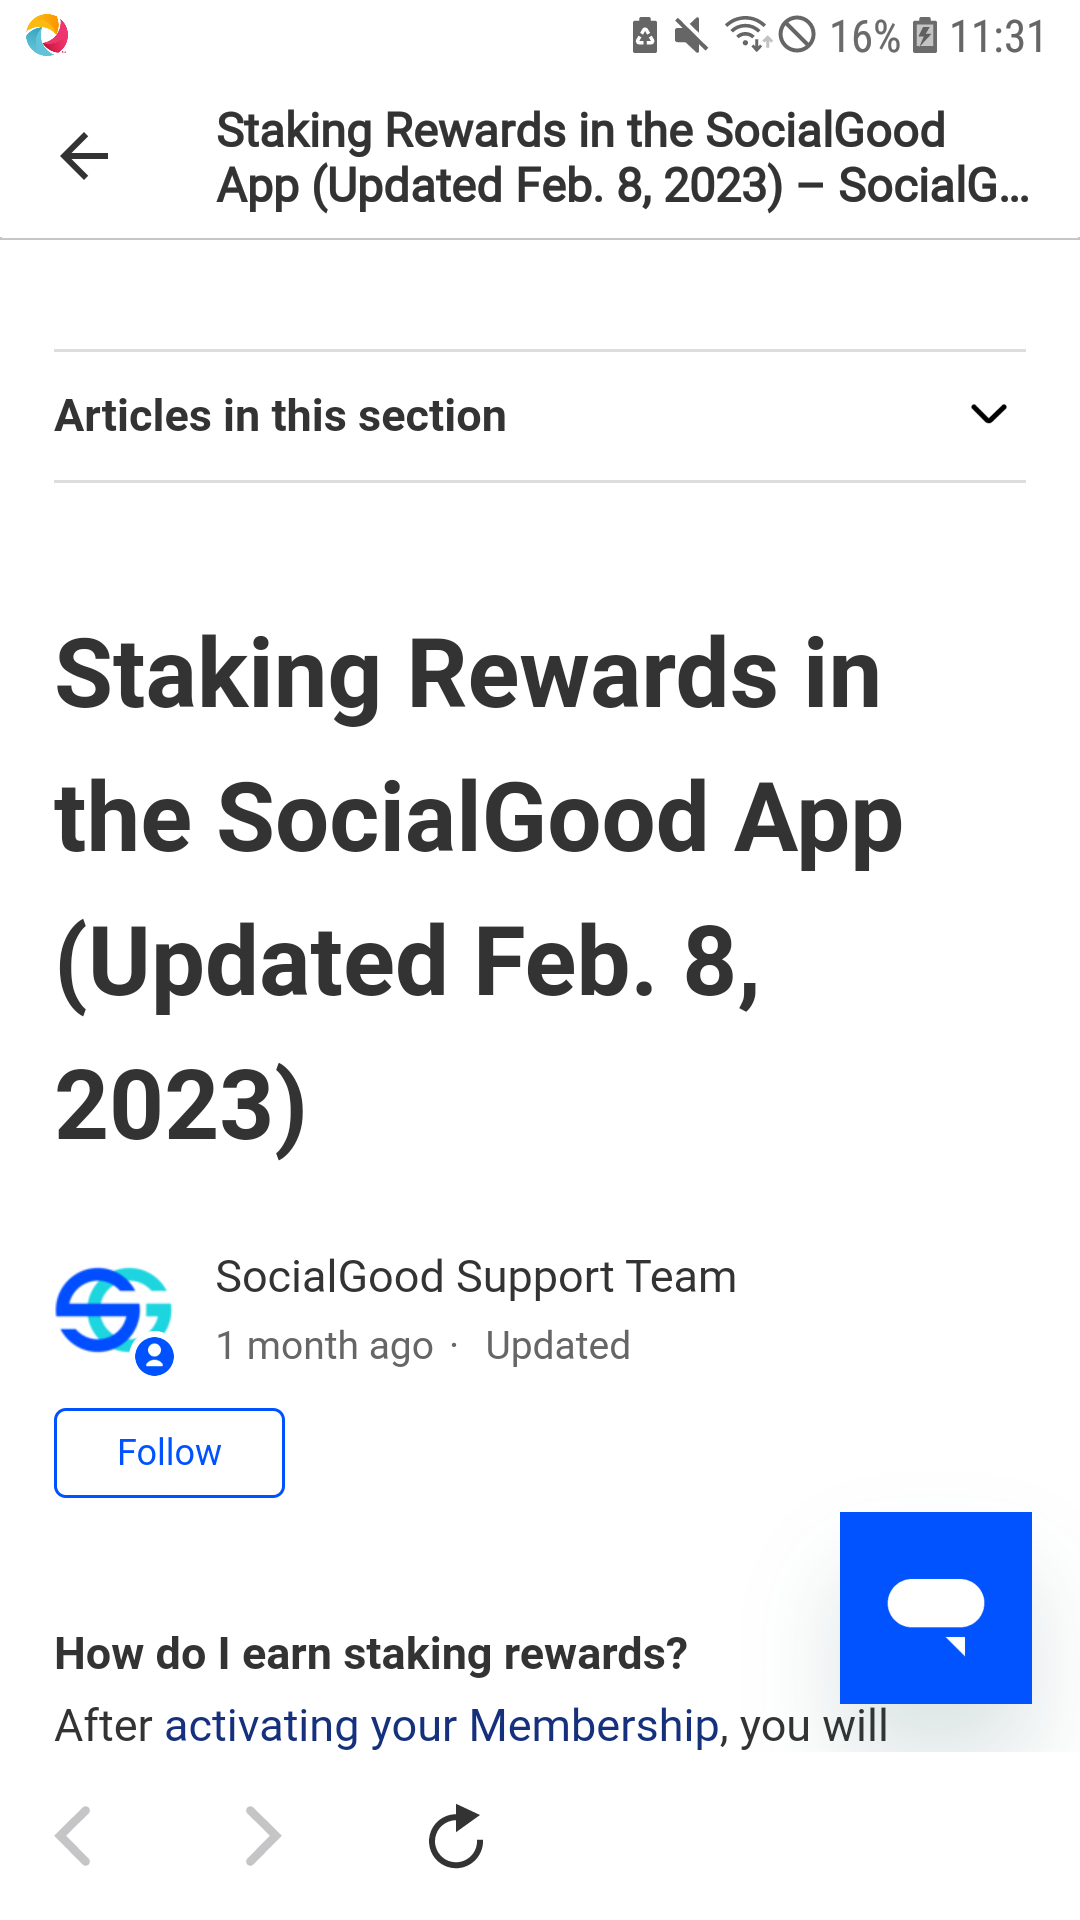 16% 11:31
Staking Rewards in the SocialGood
App (Updated Feb. 8, 2023) – SocialG...
Articles in this section
Staking Rewards in
the SocialGood App
(Updated Feb. 8,
2023)
SocialGood Support Team
1 month ago · Updated
Follow
How do I earn staking rewards?
After activating your Membership, you will